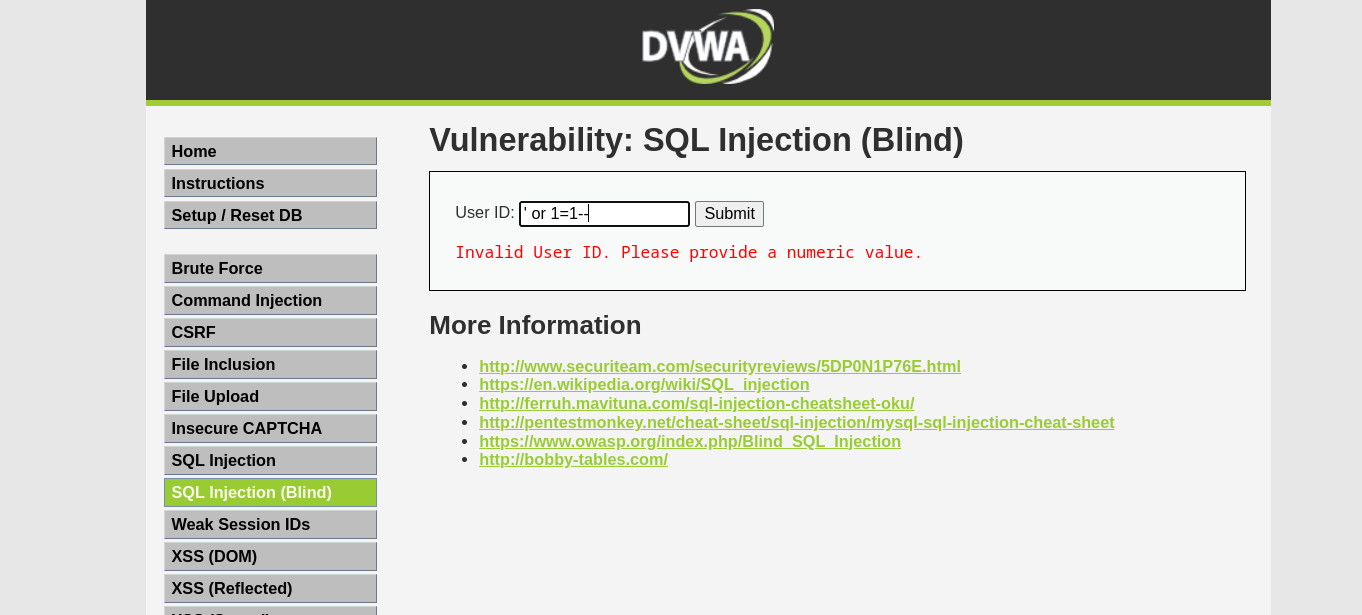 DVWA
Home
Instructions
Setup / Reset DB
Brute Force
Command Injection
CSRF
File Inclusion
File Upload
Insecure CAPTCHA
SQL Injection
SQL Injection (Blind)
Weak Session IDs
XSS (DOM)
XSS (Reflected)
Vulnerability: SQL Injection (Blind)
User ID: ' or 1=1-- Submit
Invalid User ID. Please provide a numeric value.
More Information
http://www.securiteam.com/securityreviews/5DP0N1P76E.html
https://en.wikipedia.org/wiki/SQL_injection
http://ferruh.mavituna.com/sql-injection-cheatsheet-oku/
http://pentestmonkey.net/cheat-sheet/sql-injection/mysql-sql-injection-cheat-sheet
https://www.owasp.org/index.php/Blind_SQL_Injection
http://bobby-tables.com/